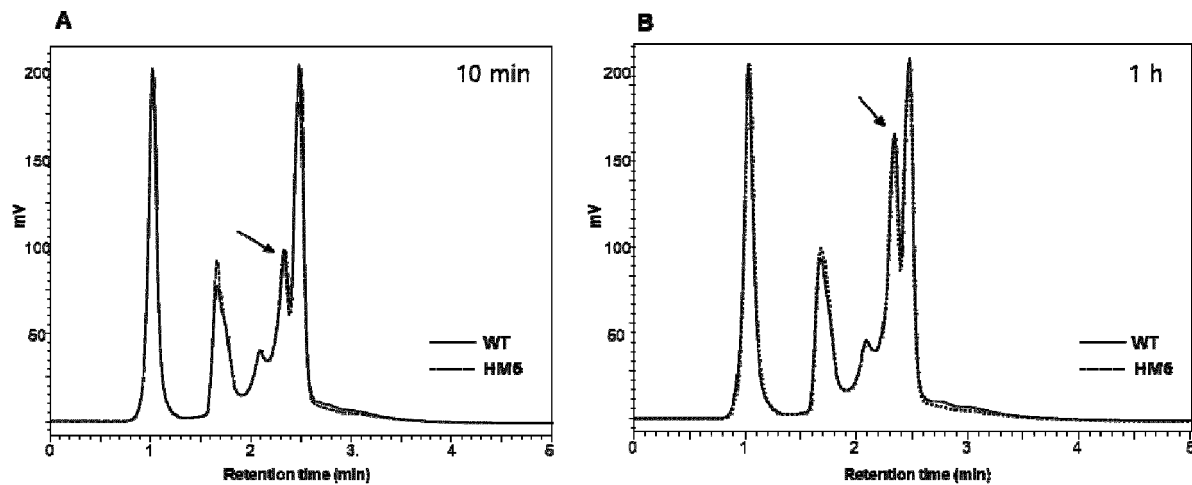 A
10 min
200
150
100
50
mV
WT
HM6
0 1 2 3. 4 5
Retention time (min)
B
1 h
200
150
100
50
mV
WT
HM6
0 1 2 3 4 5
Retention time (min)